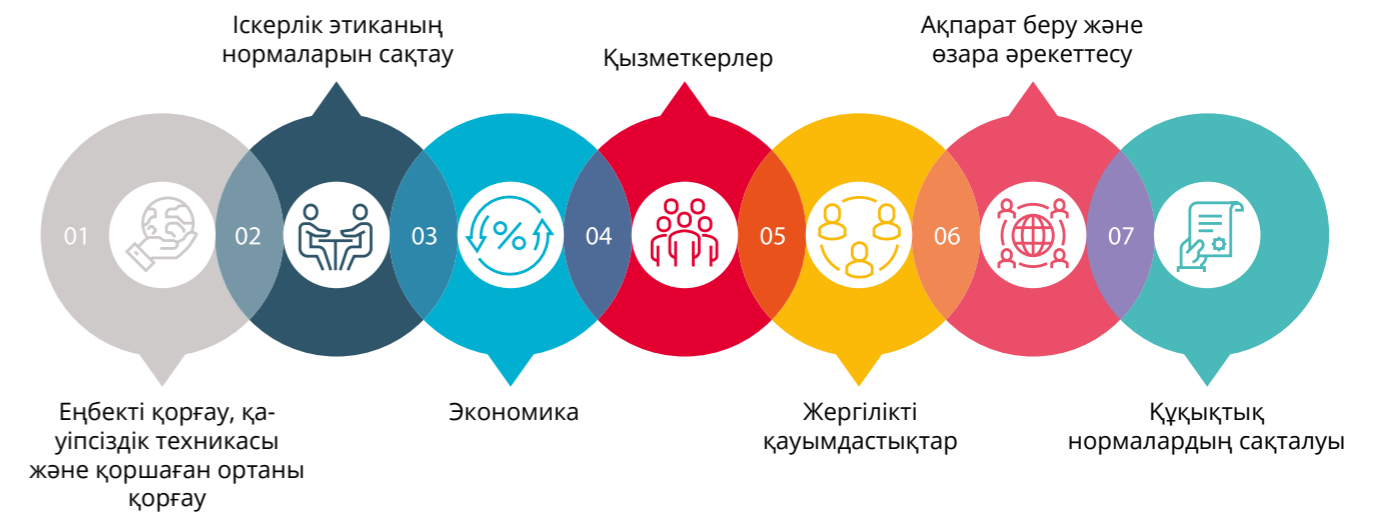 Іскерлік этиканың
нормаларын сақтау
Қызметкерлер
Ақпарат беру және
өзара әрекеттесу
01
02
03
%
04
05
06
07
Еңбекті қорғау, қа-
уіпсіздік техникасы
және қоршаған ортаны
қорғау
Экономика
Жергілікті
қауымдастықтар
Құқықтық
нормалардың сақталуы